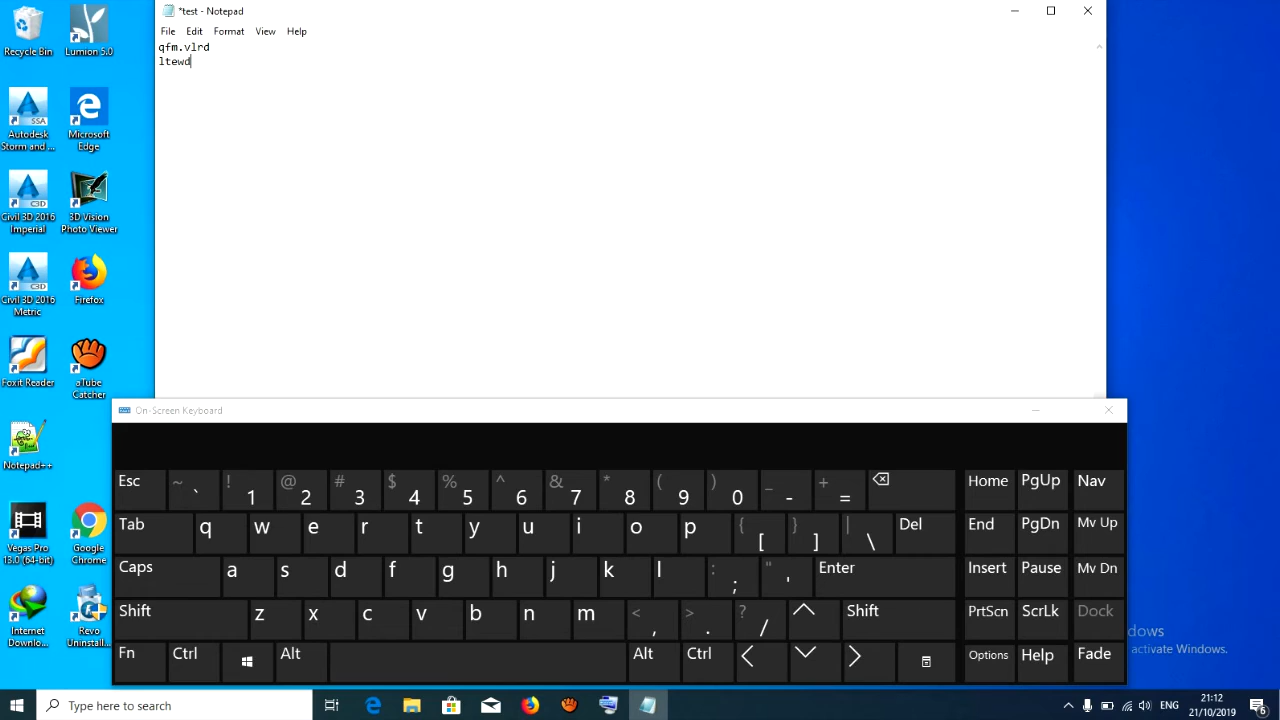 *test - Notepad
File Edit Format View Help
qfm.vlrd
ltewd
Recycle Bin
Lumion 5.0
SSA
Autodesk
Storm and ...
Microsoft
Edge
C3D
Civil 3D 2016
Imperial
3D Vision
Photo Viewer
C3D
Civil 3D 2016
Metric
Firefox
Foxit Reader
aTube
Catcher
Notepad++
Vegas Pro
13.0 (64-bit)
Google
Chrome
Internet
Downlo...
Revo
Uninstall...
On-Screen Keyboard
Esc ~ ` ! 1 @ 2 # 3 $ 4 % 5 ^ 6 & 7 * 8 ( 9 ) 0 _ - + = Home PgUp Nav
Tab q w e r t y u i o p { [ } ] | \ Del End PgDn Mv Up
Caps a s d f g h j k l : ; " ' Enter Insert Pause Mv Dn
Shift z x c v b n m < , > . ? / Shift PrtScn ScrLk Dock
Fn Ctrl Alt Alt Ctrl Options Help Fade
dows
activate Windows.
Type here to search
ENG
21:12
21/10/2019
6